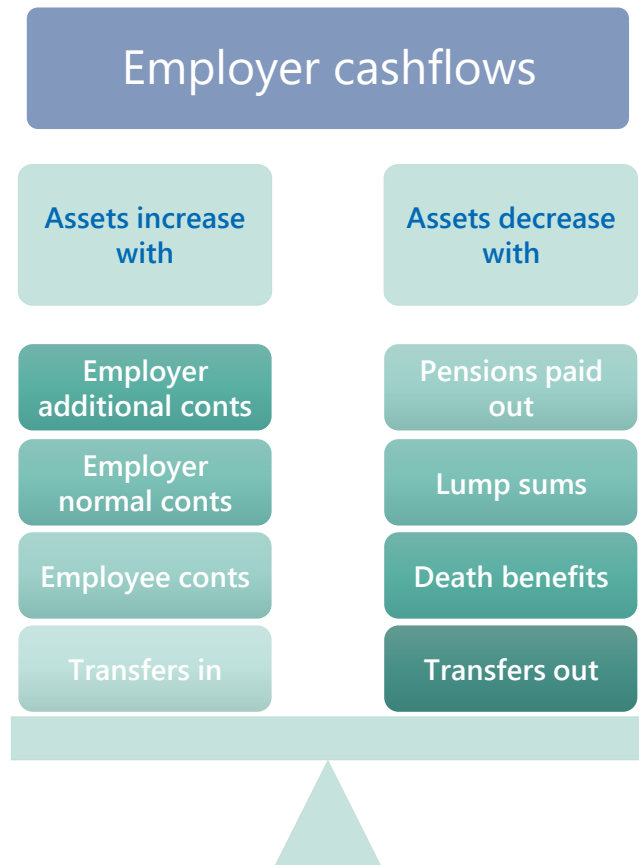 Employer cashflows
Assets increase
with
Assets decrease
with
Employer
additional conts
Employer
normal conts
Employee conts
Transfers in
Pensions paid
out
Lump sums
Death benefits
Transfers out